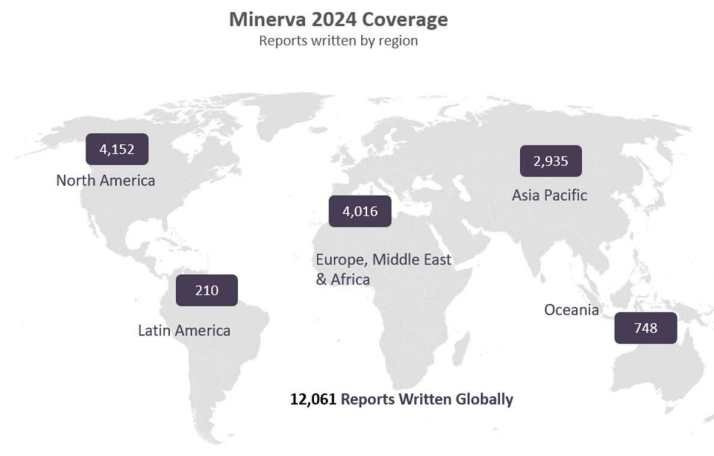 Minerva 2024 Coverage
Reports written by region
4,152
North America
2,935
Asia Pacific
4,016
Europe, Middle East
& Africa
210
Latin America
Oceania
748
12,061 Reports Written Globally